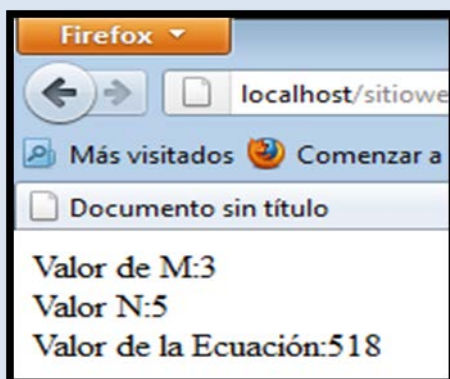 Firefox
localhost/sitiowe
Más visitados Comenzar a
Documento sin título
Valor de M:3
Valor N:5
Valor de la Ecuación:518